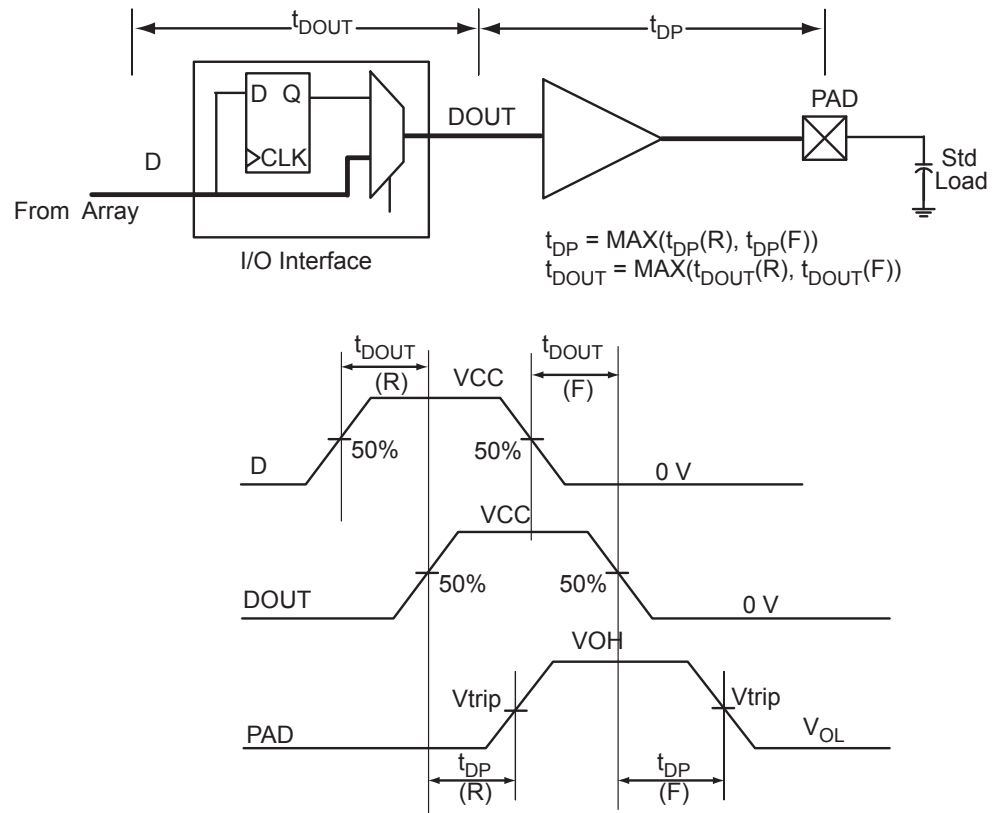 tDOUT
tDP
PAD
D Q
DOUT
D
CLK
Std
Load
From Array
I/O Interface
tDP = MAX(tDP(R), tDP(F))
tDOUT = MAX(tDOUT(R), tDOUT(F))
tDOUT
(R)
VCC
tDOUT
(F)
50%
50%
D
0 V
VCC
50%
50%
DOUT
0 V
VOH
Vtrip
Vtrip
PAD
VOL
tDP
(R)
tDP
(F)